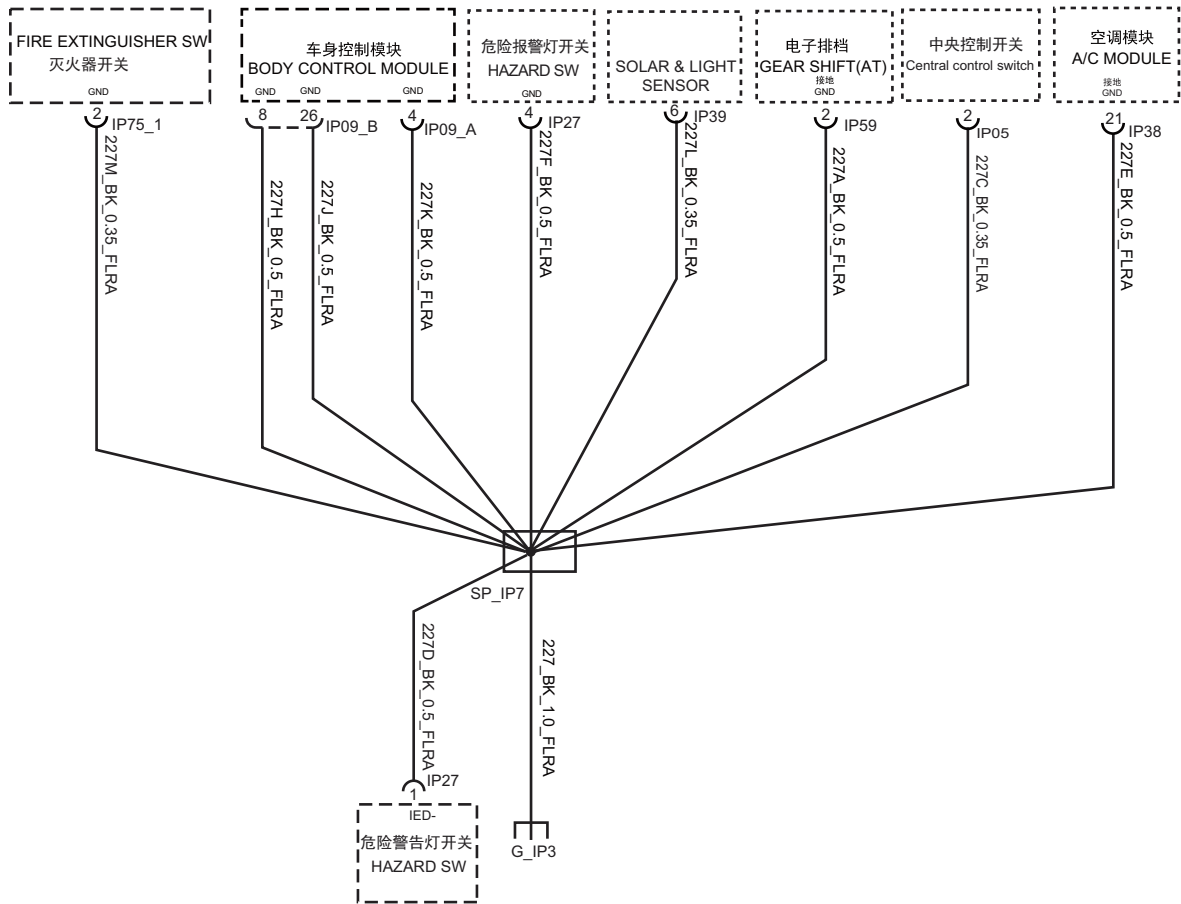 FIRE EXTINGUISHER SW
灭火器开关
GND
2
IP75_1
227M_BK_0.35_FLRA
车身控制模块
BODY CONTROL MODULE
GND
GND
GND
8
26
IP09_B
4
IP09_A
227H_BK_0.5_FLRA
227J_BK_0.5_FLRA
227K_BK_0.5_FLRA
危险报警灯开关
HAZARD SW
GND
4
IP27
227F_BK_0.5_FLRA
SOLAR & LIGHT
SENSOR
6
IP39
227L_BK_0.35_FLRA
电子排档
GEAR SHIFT(AT)
接地
GND
2
IP59
227A_BK_0.5_FLRA
中央控制开关
Central control switch
2
IP05
227C_BK_0.35_FLRA
空调模块
A/C MODULE
接地
GND
21
IP38
227E_BK_0.5_FLRA
SP_IP7
227D_BK_0.5_FLRA
IP27
1
IED-
危险警告灯开关
HAZARD SW
227_BK_1.0_FLRA
G_IP3